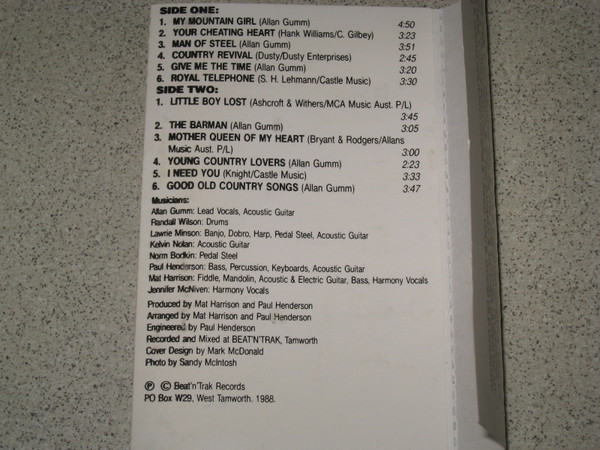 SIDE ONE:
1. MY MOUNTAIN GIRL (Allan Gumm) 4:50
2. YOUR CHEATING HEART (Hank Williams/C. Gilbey) 3:23
3. MAN OF STEEL (Allan Gumm) 3:51
4. COUNTRY REVIVAL (Dusty/Dusty Enterprises) 2:45
5. GIVE ME THE TIME (Allan Gumm) 3:20
6. ROYAL TELEPHONE (S. H. Lehmann/Castle Music) 3:30
SIDE TWO:
1. LITTLE BOY LOST (Ashcroft & Withers/MCA Music Aust. P/L)
3:45
2. THE BARMAN (Allan Gumm) 3:05
3. MOTHER QUEEN OF MY HEART (Bryant & Rodgers/Allans
Music Aust. P/L) 3:00
4. YOUNG COUNTRY LOVERS (Allan Gumm) 2:23
5. I NEED YOU (Knight/Castle Music) 3:33
6. GOOD OLD COUNTRY SONGS (Allan Gumm) 3:47
Musicians:
Allan Gumm: Lead Vocals, Acoustic Guitar
Randall Wilson: Drums
Lawrie Minson: Banjo, Dobro, Harp, Pedal Steel, Acoustic Guitar
Kelvin Nolan: Acoustic Guitar
Norm Bodkin: Pedal Steel
Paul Henderson: Bass, Percussion, Keyboards, Acoustic Guitar
Mat Harrison: Fiddle, Mandolin, Acoustic & Electric Guitar, Bass, Harmony Vocals
Jennifer McNiven: Harmony Vocals
Produced by Mat Harrison and Paul Henderson
Arranged by Mat Harrison and Paul Henderson
Engineered by Paul Henderson
Recorded and Mixed at BEAT'N'TRAK, Tamworth
Cover Design by Mark McDonald
Photo by Sandy McIntosh
℗ © Beat'n'Trak Records
PO Box W29, West Tamworth. 1988.